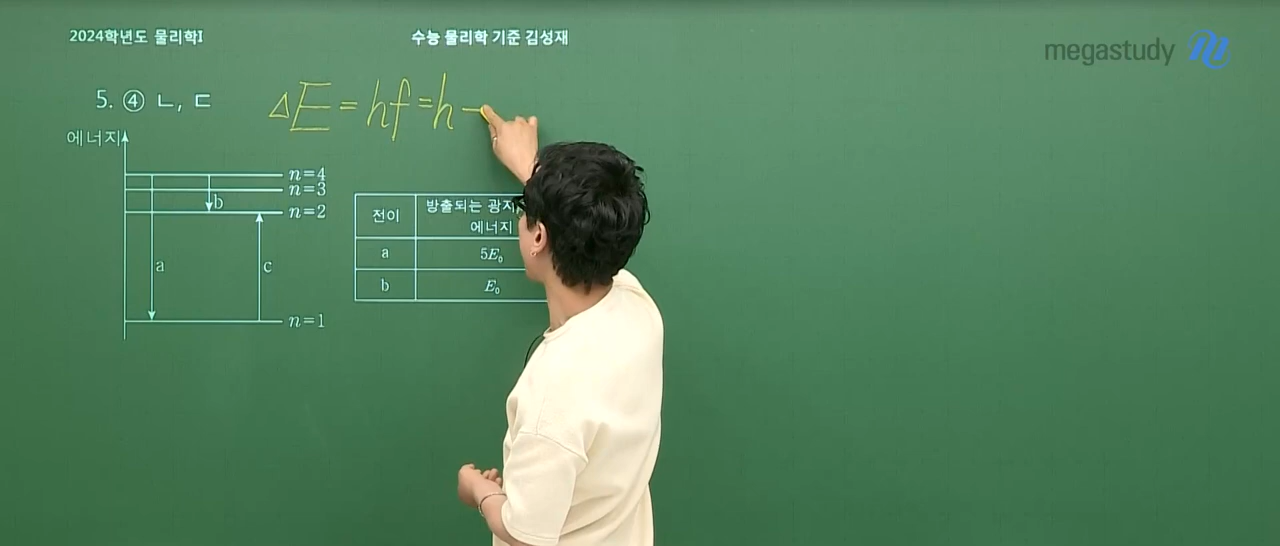 2024학년도 물리학Ⅰ
수능 물리학 기준 김성재
megastudy
5. ④ ㄴ, ㄷ
ΔE = hf = h
에너지
n=4
n=3
b
n=2
a
c
n=1
전이
방출되는 광자
에너지
a
5E₀
b
E₀